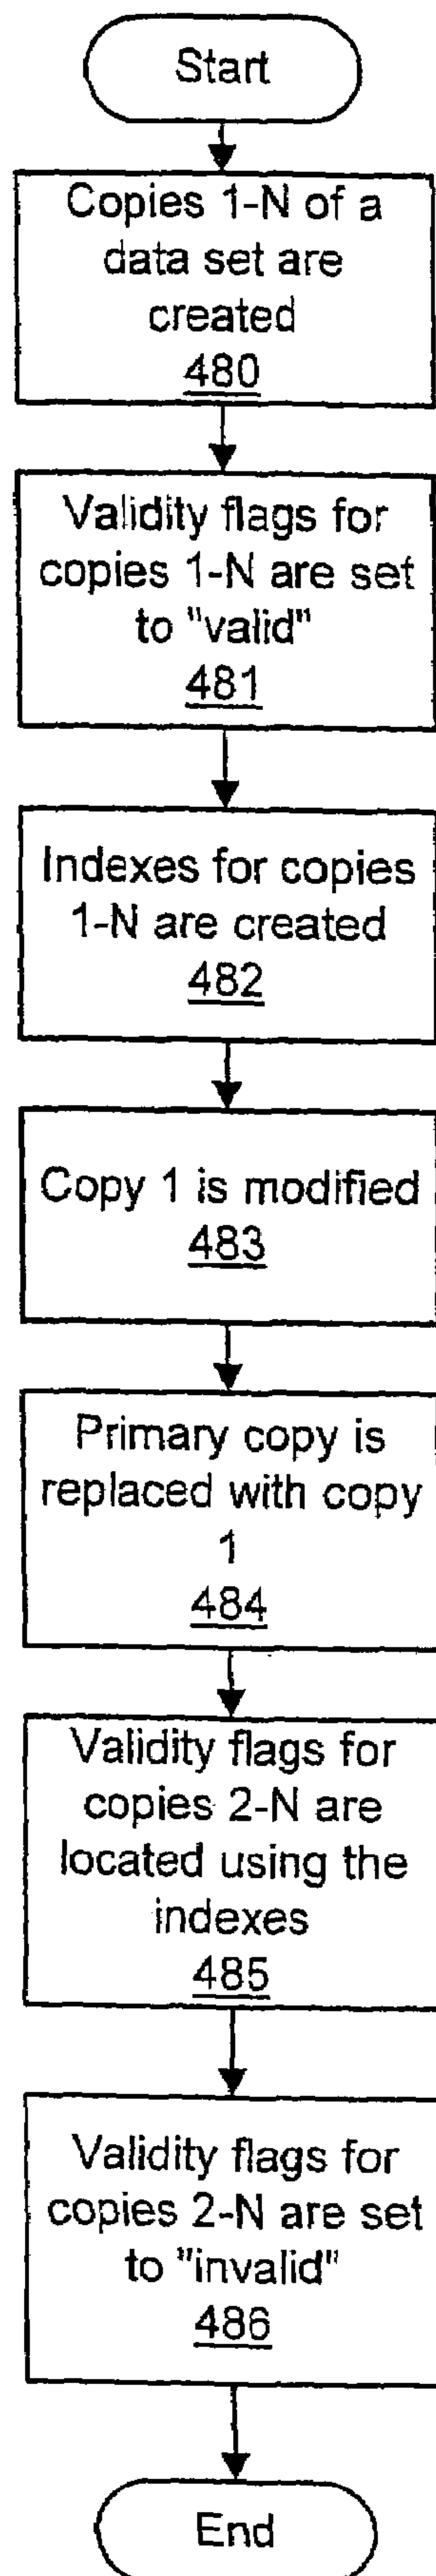 Start
Copies 1-N of a
data set are
created
480
Validity flags for
copies 1-N are set
to "valid"
481
Indexes for copies
1-N are created
482
Copy 1 is modified
483
Primary copy is
replaced with copy
1
484
Validity flags for
copies 2-N are
located using the
indexes
485
Validity flags for
copies 2-N are set
to "invalid"
486
End